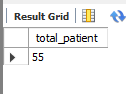 Result Grid
total_patient
55